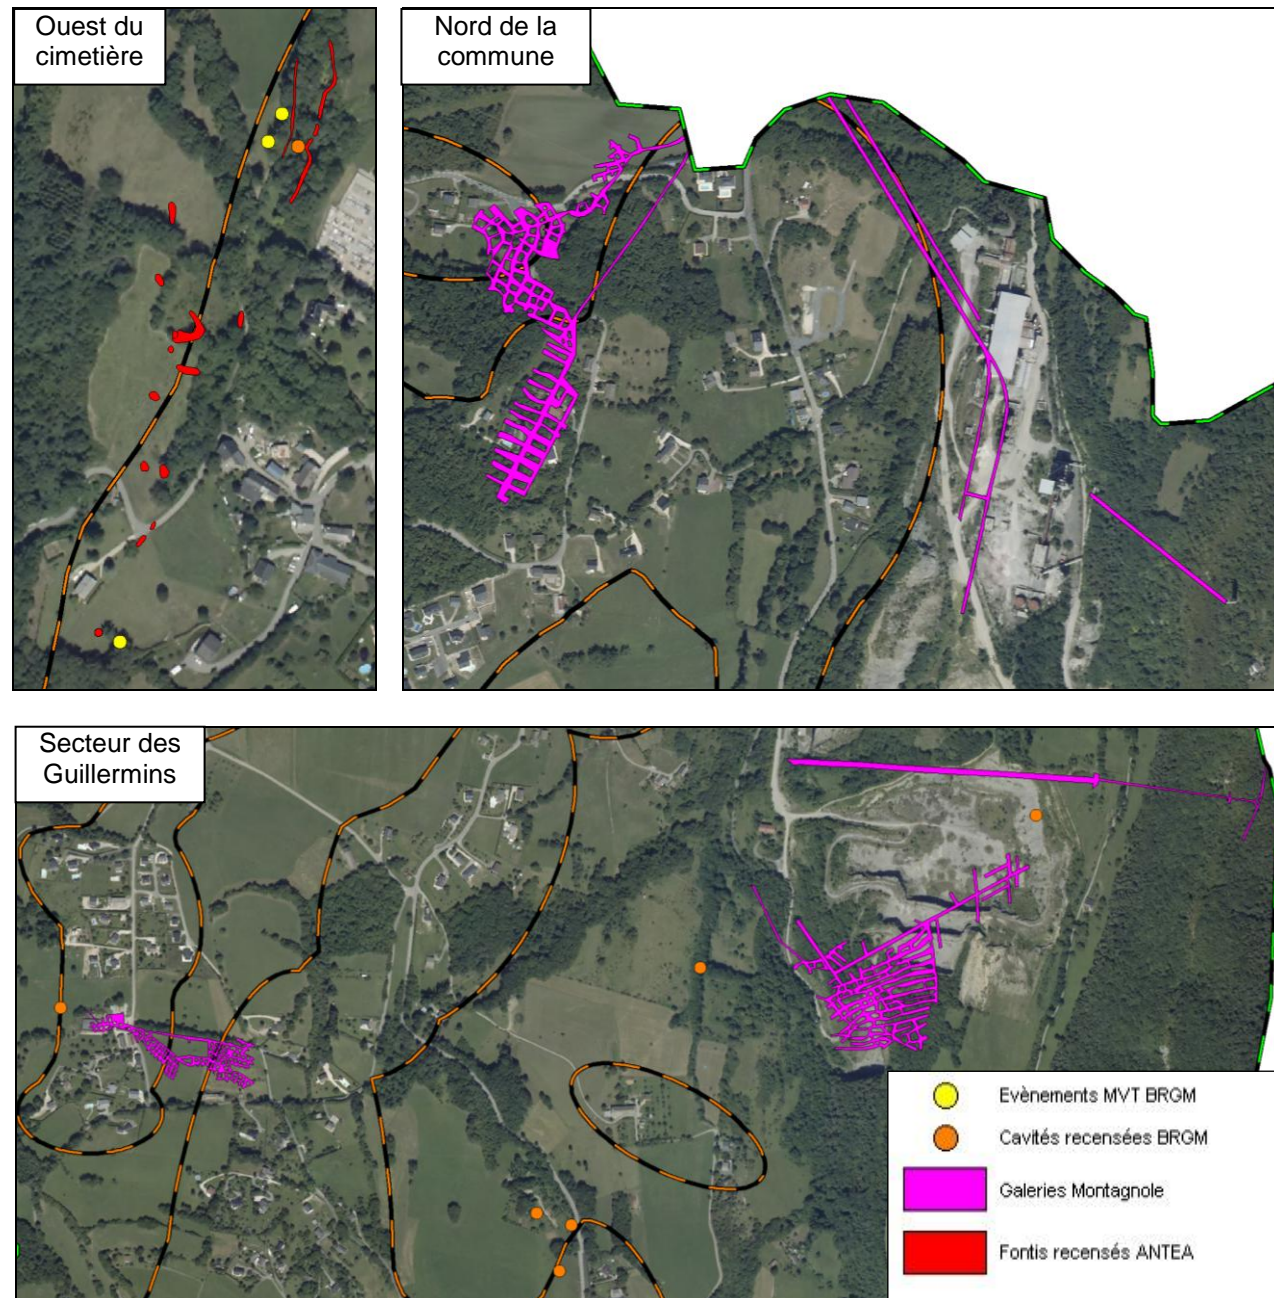 Ouest du
cimetière
Nord de la
commune
Secteur des
Guillermins
Evènements MVT BRGM
Cavités recensées BRGM
Galeries Montagnole
Fontis recensés ANTEA